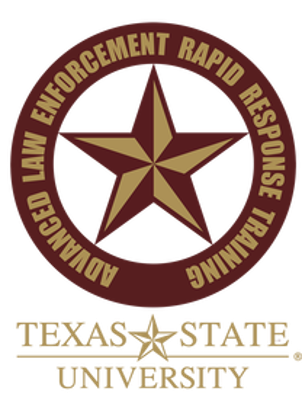 ADVANCED LAW ENFORCEMENT RAPID RESPONSE TRAINING
TEXAS STATE
UNIVERSITY®